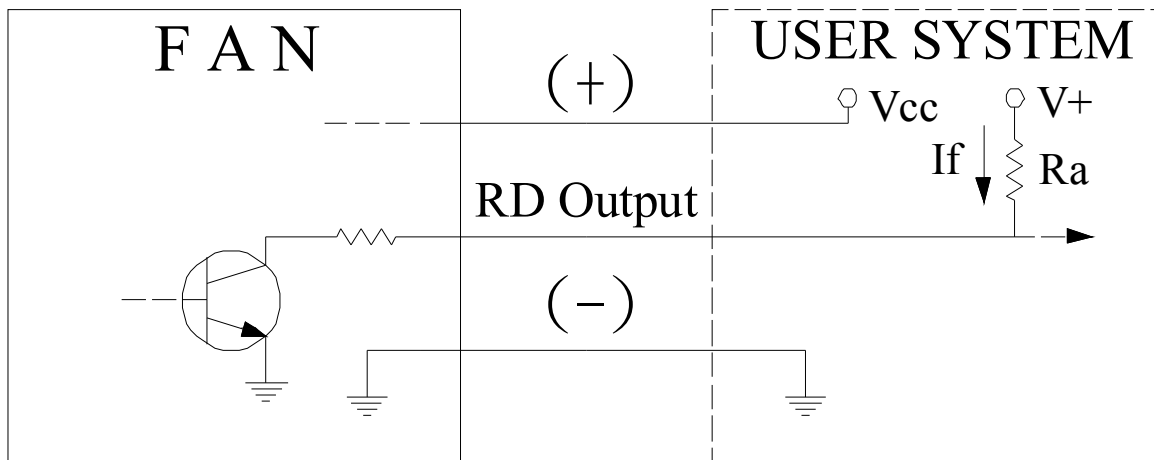 F A N
USER SYSTEM
(+)
Vcc
V+
If
Ra
RD Output
(-)